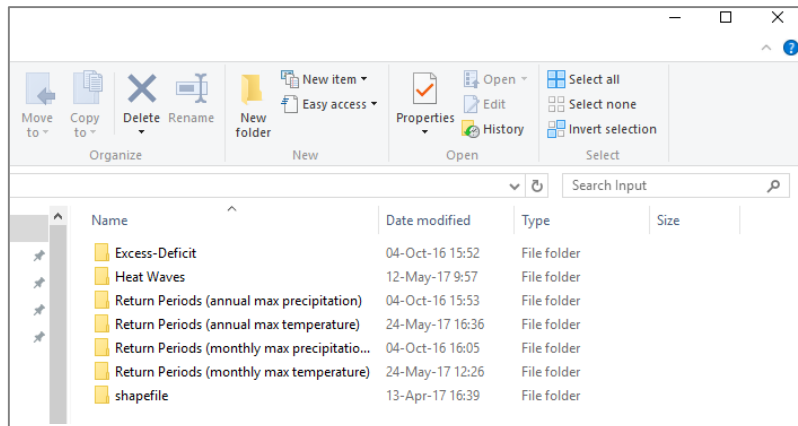 ?
Move to
Copy to
Delete
Rename
New folder
New item
Easy access
Properties
Open
Edit
History
Select all
Select none
Invert selection
Organize
New
Open
Select
Search Input
Name
Date modified
Type
Size
Excess-Deficit 04-Oct-16 15:52 File folder
Heat Waves 12-May-17 9:57 File folder
Return Periods (annual max precipitation) 04-Oct-16 15:53 File folder
Return Periods (annual max temperature) 24-May-17 16:36 File folder
Return Periods (monthly max precipitatio... 04-Oct-16 16:05 File folder
Return Periods (monthly max temperature) 24-May-17 12:26 File folder
shapefile 13-Apr-17 16:39 File folder